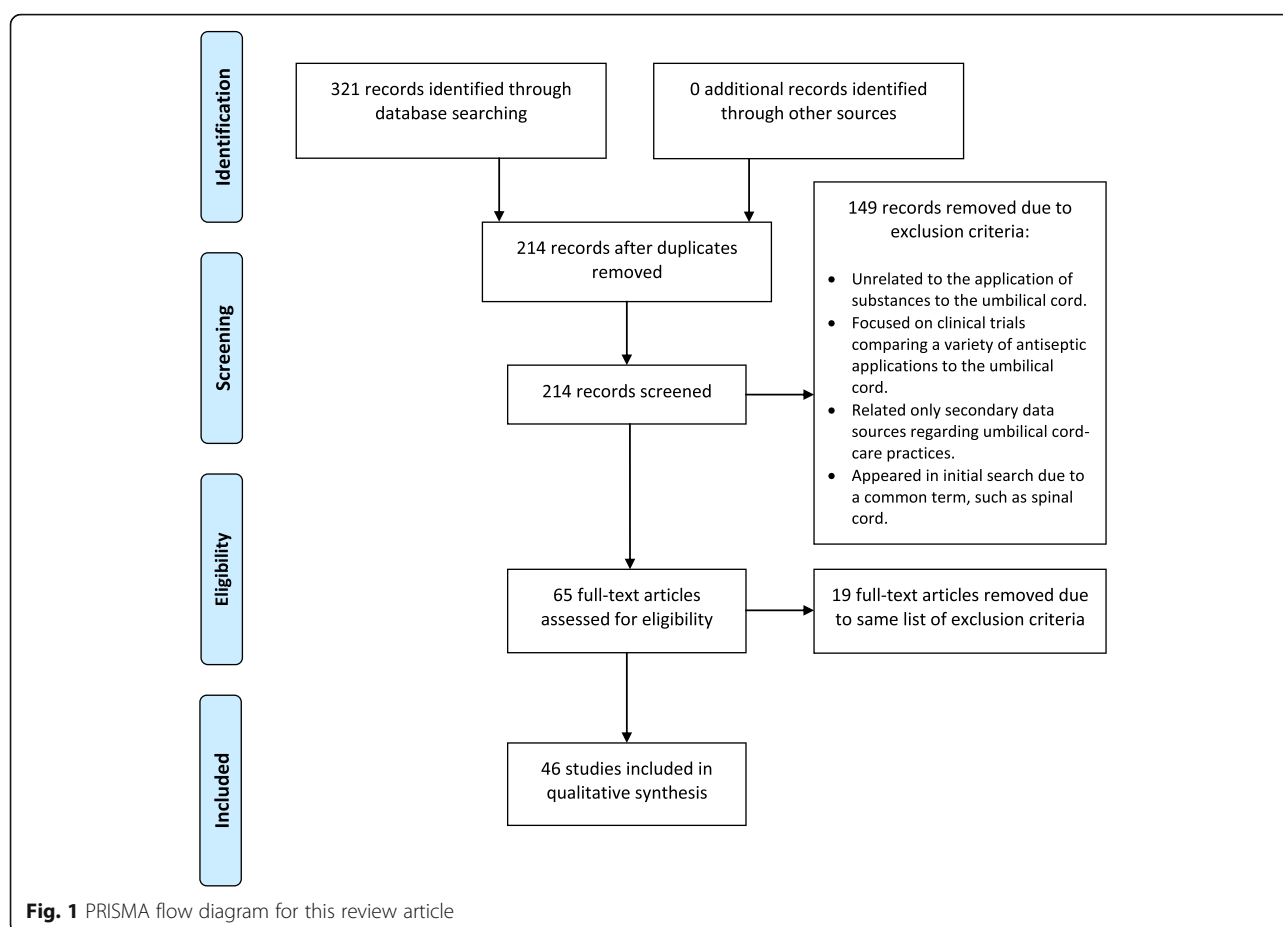 Identification
321 records identified through
database searching
0 additional records identified
through other sources
214 records after duplicates
removed
Screening
214 records screened
149 records removed due to
exclusion criteria:
• Unrelated to the application of
substances to the umbilical cord.
• Focused on clinical trials
comparing a variety of antiseptic
applications to the umbilical
cord.
• Related only secondary data
sources regarding umbilical cord-
care practices.
• Appeared in initial search due to
a common term, such as spinal
cord.
Eligibility
65 full-text articles
assessed for eligibility
19 full-text articles removed due
to same list of exclusion criteria
Included
46 studies included in
qualitative synthesis
Fig. 1 PRISMA flow diagram for this review article